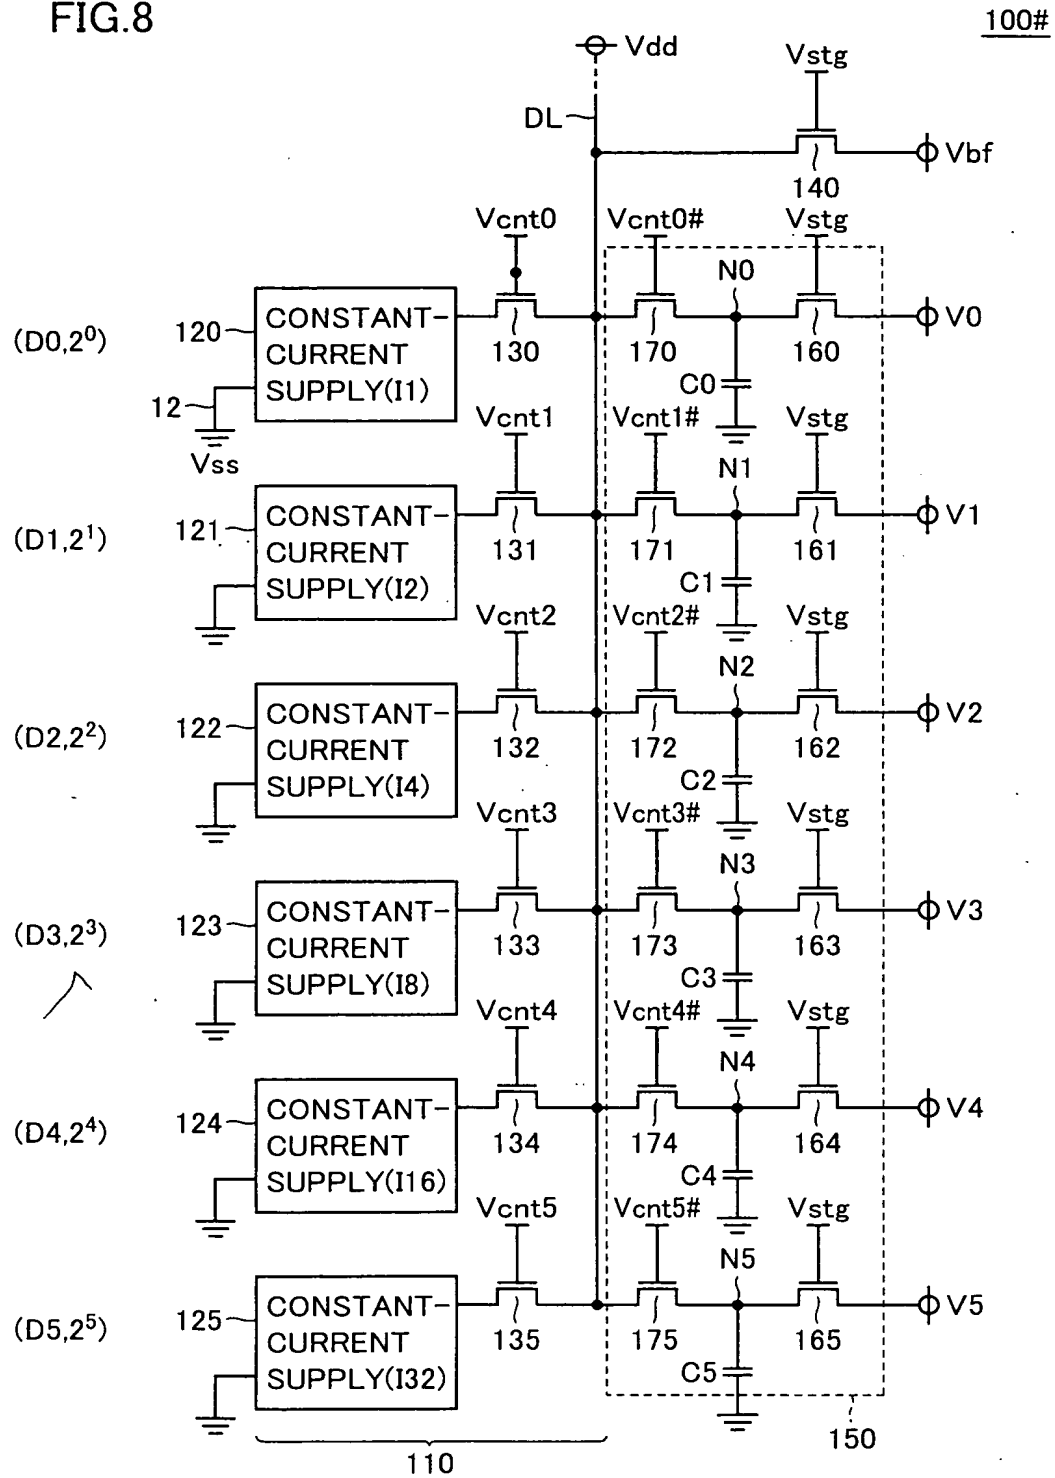 FIG.8
100#
Vdd
Vstg
DL
Vbf
140
Vcnt0
Vcnt0#
Vstg
N0
(D0,2⁰)
120
CONSTANT-
CURRENT
SUPPLY(I1)
130
170
160
V0
C0
12
Vss
Vcnt1
Vcnt1#
Vstg
N1
(D1,2¹)
121
CONSTANT-
CURRENT
SUPPLY(I2)
131
171
161
V1
C1
Vcnt2
Vcnt2#
Vstg
N2
(D2,2²)
122
CONSTANT-
CURRENT
SUPPLY(I4)
132
172
162
V2
C2
Vcnt3
Vcnt3#
Vstg
N3
(D3,2³)
123
CONSTANT-
CURRENT
SUPPLY(I8)
133
173
163
V3
C3
Vcnt4
Vcnt4#
Vstg
N4
(D4,2⁴)
124
CONSTANT-
CURRENT
SUPPLY(I16)
134
174
164
V4
C4
Vcnt5
Vcnt5#
Vstg
N5
(D5,2⁵)
125
CONSTANT-
CURRENT
SUPPLY(I32)
135
175
165
V5
C5
110
150